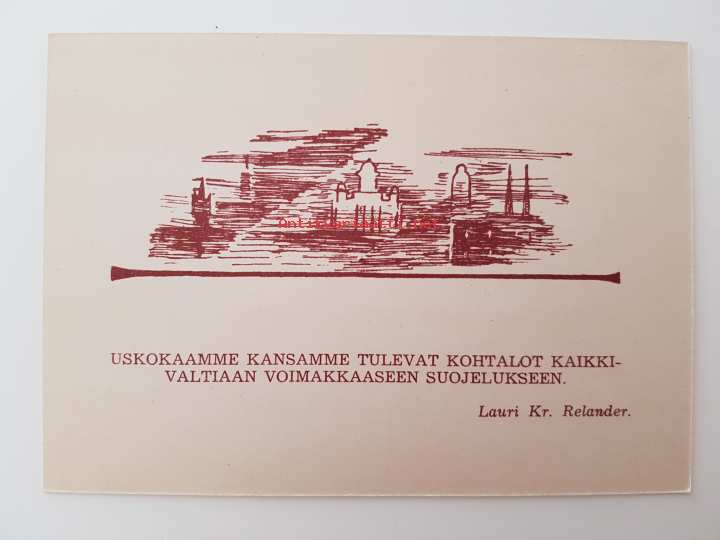 USKOKAAMME KANSAMME TULEVAT KOHTALOT KAIKKI-
VALTIAAN VOIMAKKAASEEN SUOJELUKSEEN.
Lauri Kr. Relander.